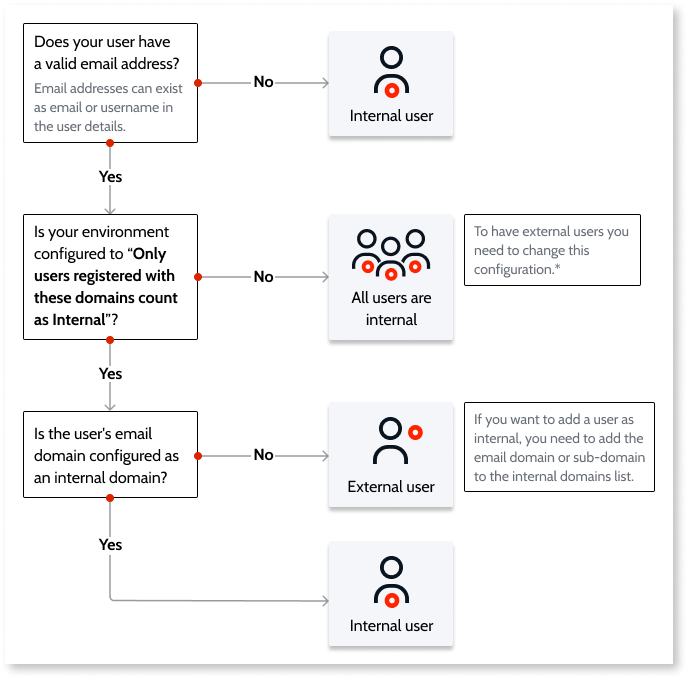 Does your user have
a valid email address?
Email addresses can exist
as email or username in
the user details.
No
Internal user
Yes
Is your environment
configured to “Only
users registered with
these domains count
as Internal”?
No
All users are
internal
To have external users you
need to change this
configuration.*
Yes
Is the user's email
domain configured as
an internal domain?
No
External user
If you want to add a user as
internal, you need to add the
email domain or sub-domain
to the internal domains list.
Yes
Internal user